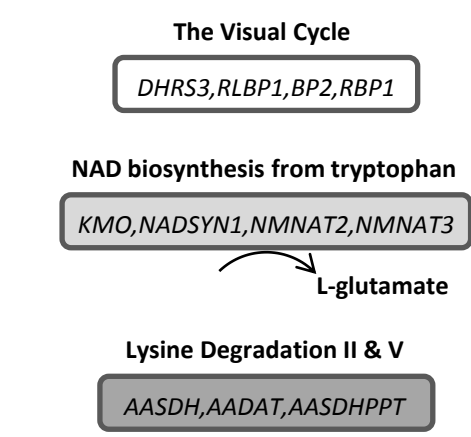 The Visual Cycle
DHRS3,RLBP1,BP2,RBP1
NAD biosynthesis from tryptophan
KMO,NADSYN1,NMNAT2,NMNAT3
L-glutamate
Lysine Degradation II & V
AASDH,AADAT,AASDHPPT